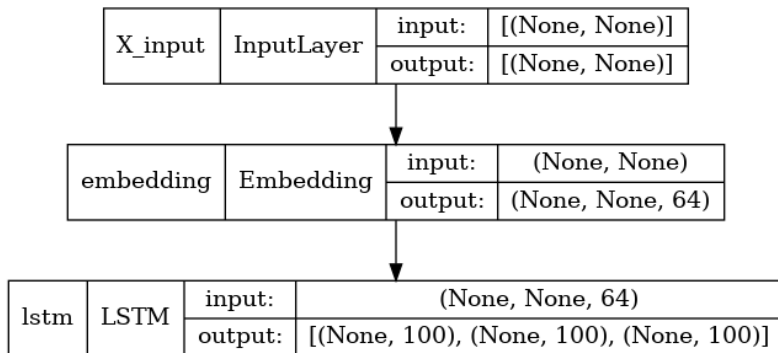 X_input InputLayer input: [(None, None)]
output: [(None, None)]
embedding Embedding input: (None, None)
output: (None, None, 64)
lstm LSTM input: (None, None, 64)
output: [(None, 100), (None, 100), (None, 100)]